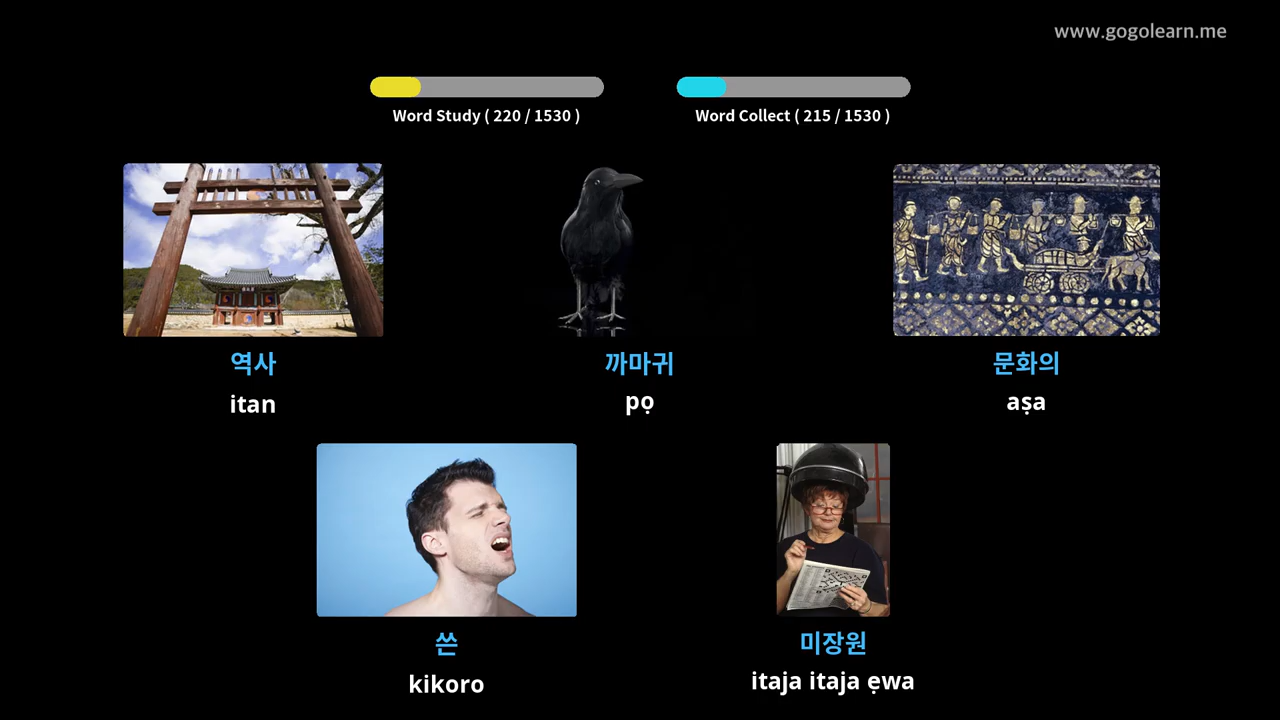 www.gogolearn.me
Word Study ( 220 / 1530 )
Word Collect ( 215 / 1530 )
역사
itan
까마귀
pọ
문화의
aṣa
쓴
kikoro
미장원
itaja itaja ẹwa